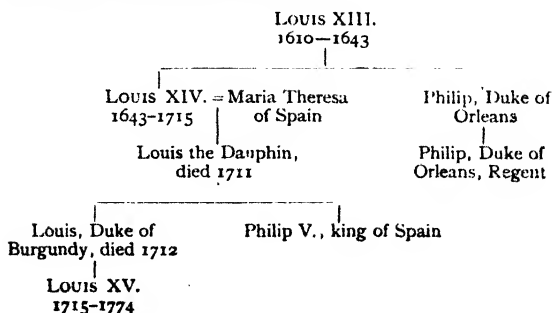 LOUIS XIII.
1610—1643
LOUIS XIV. = Maria Theresa
1643-1715 of Spain
Philip, Duke of
Orleans
Louis the Dauphin,
died 1711
Philip, Duke of
Orleans, Regent
Louis, Duke of
Burgundy, died 1712
Philip V., king of Spain
LOUIS XV.
1715-1774